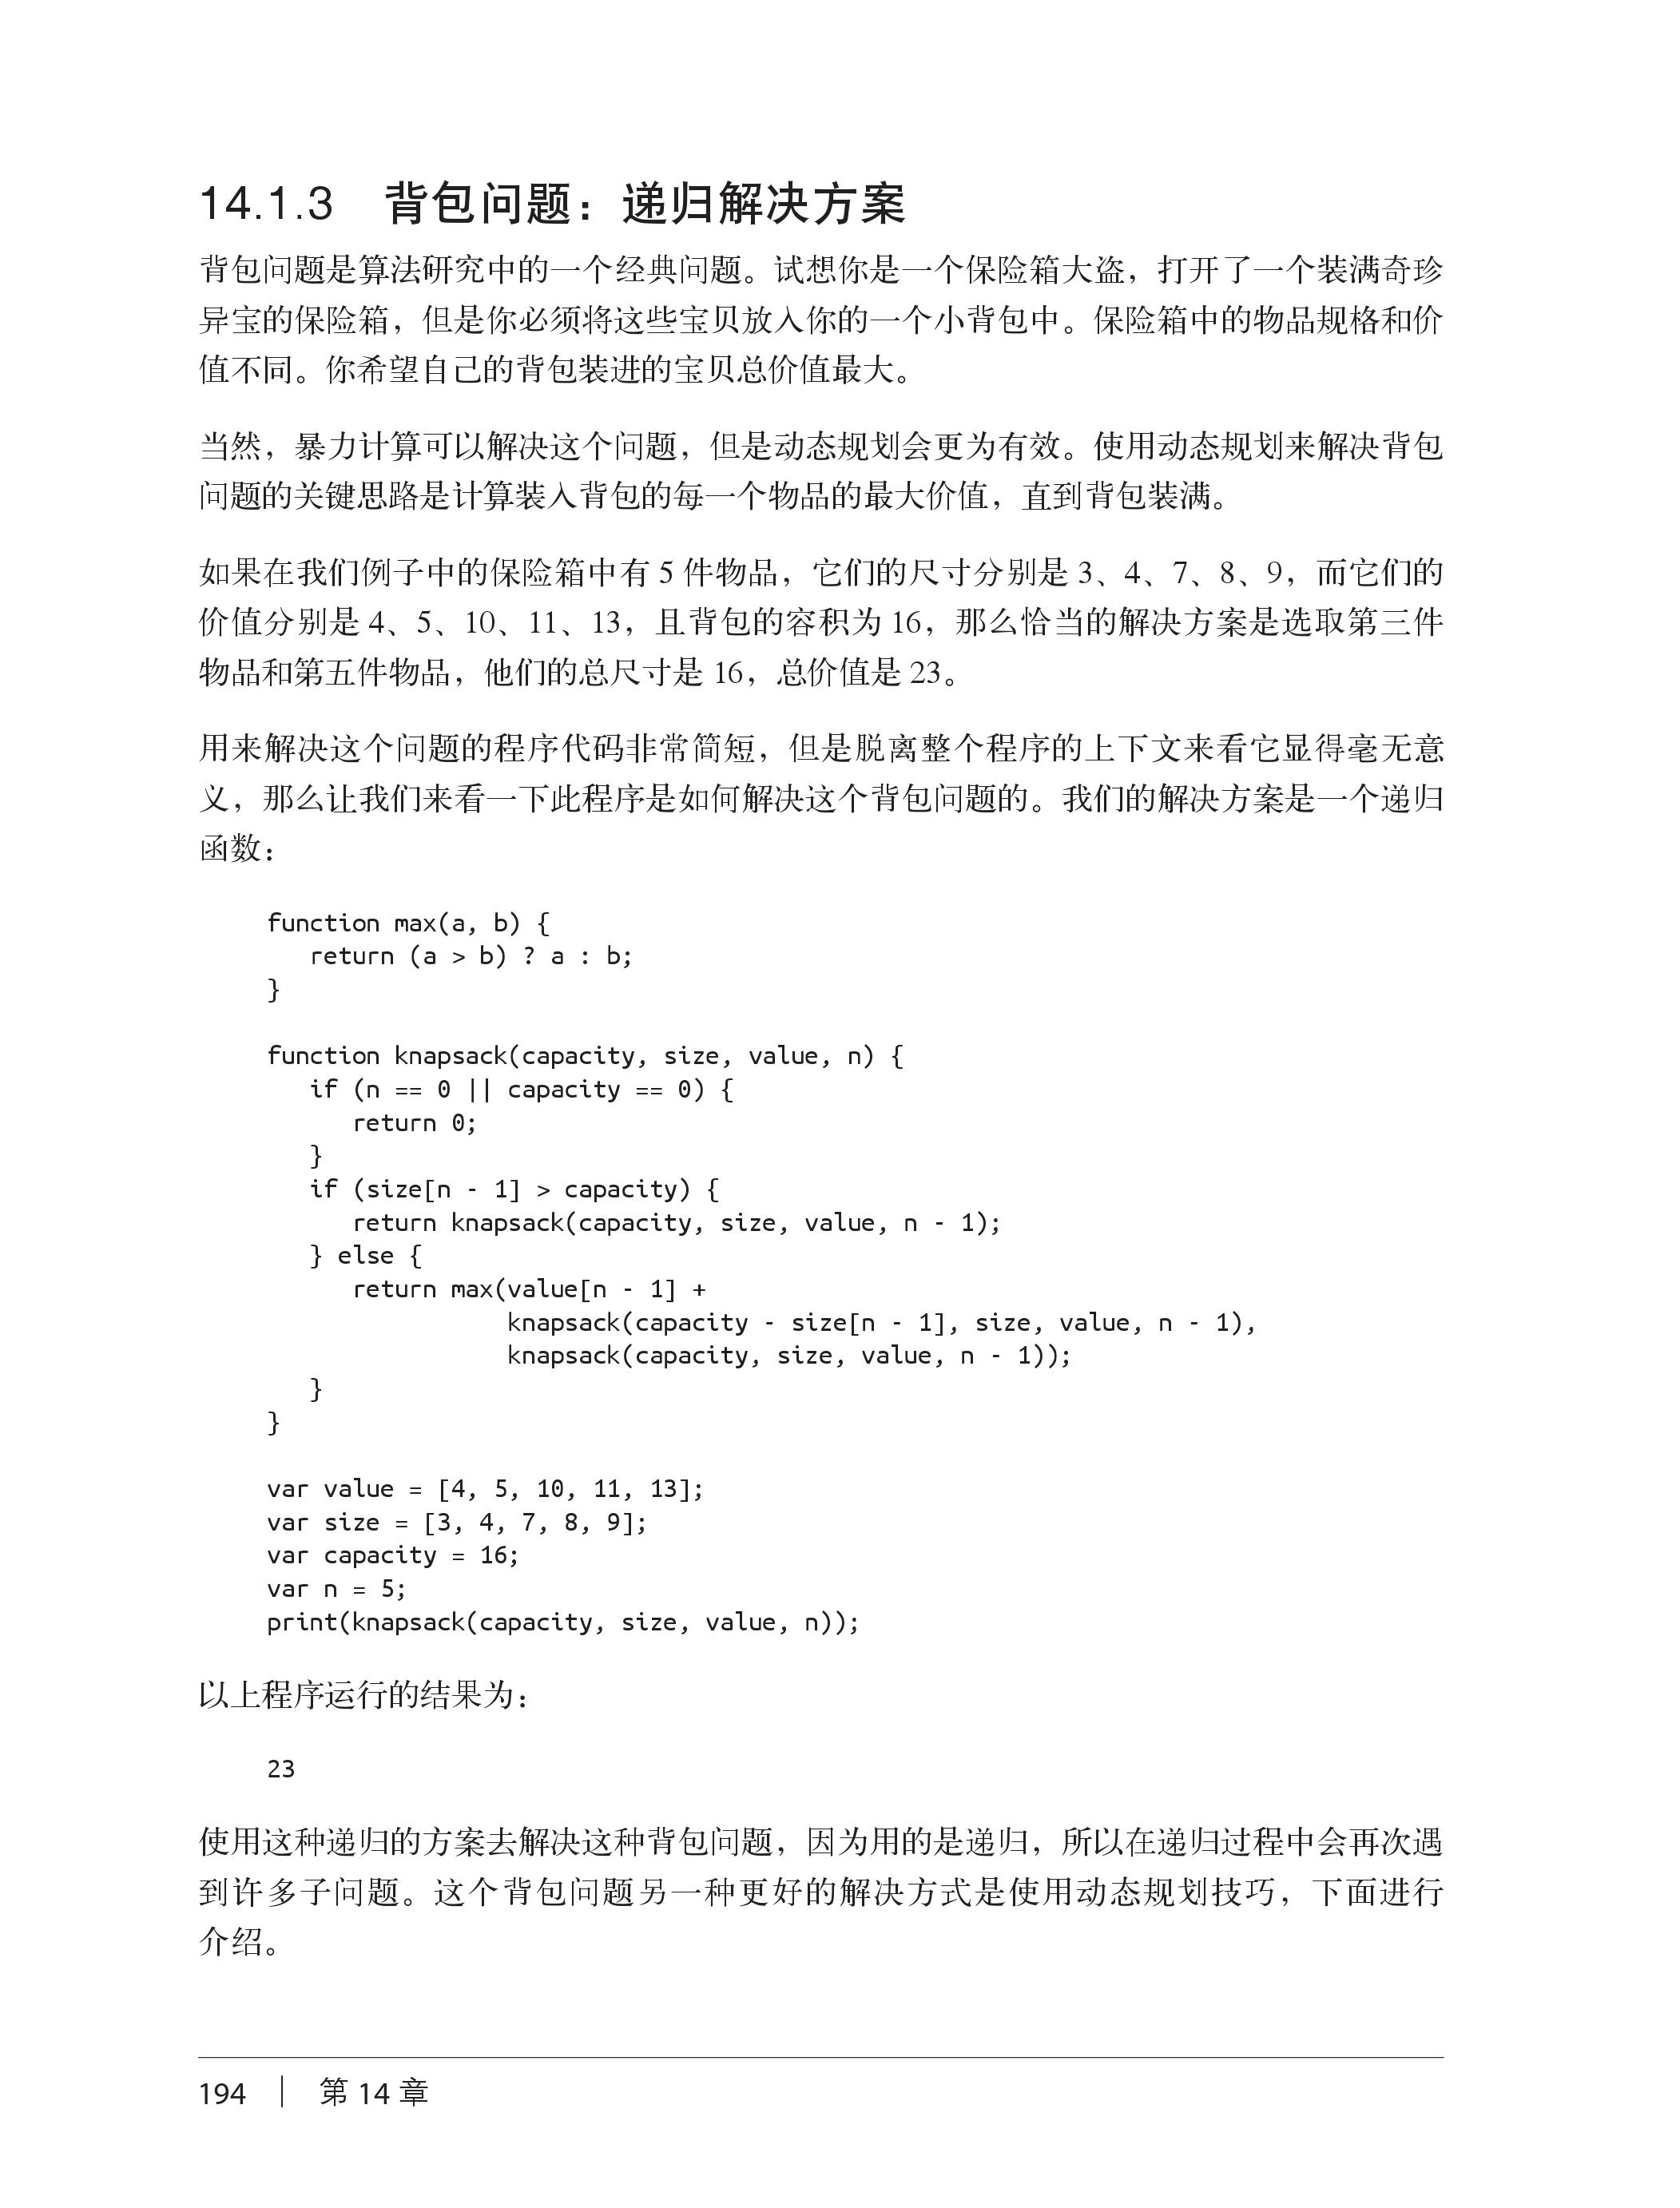 14.1.3 背包问题：递归解决方案
背包问题是算法研究中的一个经典问题。试想你是一个保险箱大盗，打开了一个装满奇珍
异宝的保险箱，但是你必须将这些宝贝放入你的一个小背包中。保险箱中的物品规格和价
值不同。你希望自己的背包装进的宝贝总价值最大。
当然，暴力计算可以解决这个问题，但是动态规划会更为有效。使用动态规划来解决背包
问题的关键思路是计算装入背包的每一个物品的最大价值，直到背包装满。
如果在我们例子中的保险箱中有 5 件物品，它们的尺寸分别是 3、4、7、8、9，而它们的
价值分别是 4、5、10、11、13，且背包的容积为 16，那么恰当的解决方案是选取第三件
物品和第五件物品，他们的总尺寸是 16，总价值是 23。
用来解决这个问题的程序代码非常简短，但是脱离整个程序的上下文来看它显得毫无意
义，那么让我们来看一下此程序是如何解决这个背包问题的。我们的解决方案是一个递归
函数：
function max(a, b) {
   return (a > b) ? a : b;
}
function knapsack(capacity, size, value, n) {
   if (n == 0 || capacity == 0) {
      return 0;
   }
   if (size[n - 1] > capacity) {
      return knapsack(capacity, size, value, n - 1);
   } else {
      return max(value[n - 1] +
                 knapsack(capacity - size[n - 1], size, value, n - 1),
                 knapsack(capacity, size, value, n - 1));
   }
}
var value = [4, 5, 10, 11, 13];
var size = [3, 4, 7, 8, 9];
var capacity = 16;
var n = 5;
print(knapsack(capacity, size, value, n));
以上程序运行的结果为：
23
使用这种递归的方案去解决这种背包问题，因为用的是递归，所以在递归过程中会再次遇
到许多子问题。这个背包问题另一种更好的解决方式是使用动态规划技巧，下面进行
介绍。
194 | 第 14 章